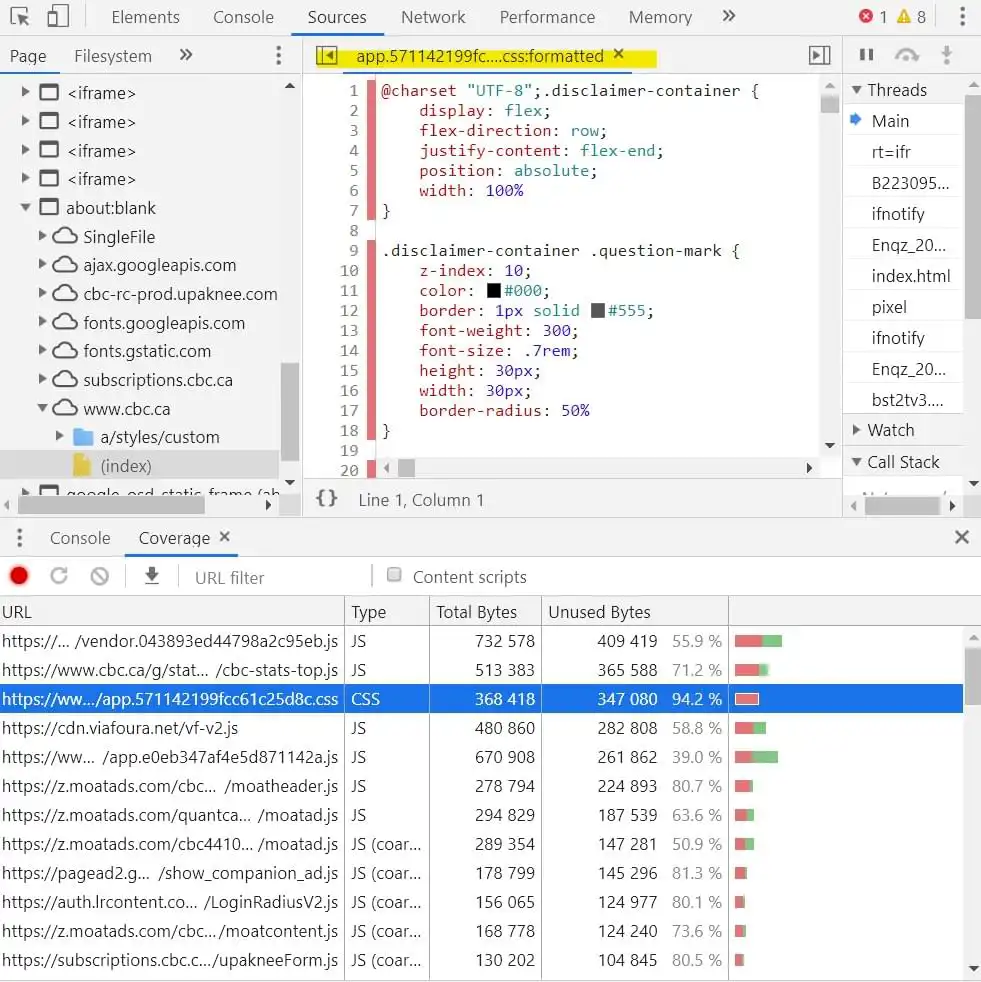 Elements Console Sources Network Performance Memory » 1 8
Page Filesystem »
<iframe>
<iframe>
<iframe>
<iframe>
about:blank
SingleFile
ajax.googleapis.com
cbc-rc-prod.upaknee.com
fonts.googleapis.com
fonts.gstatic.com
subscriptions.cbc.ca
www.cbc.ca
a/styles/custom
(index)
google_osd_static_frame (ab
app.571142199fc....css:formatted ×
1 @charset "UTF-8";.disclaimer-container {
2 display: flex;
3 flex-direction: row;
4 justify-content: flex-end;
5 position: absolute;
6 width: 100%
7 }
8
9 .disclaimer-container .question-mark {
10 z-index: 10;
11 color: #000;
12 border: 1px solid #555;
13 font-weight: 300;
14 font-size: .7rem;
15 height: 30px;
16 width: 30px;
17 border-radius: 50%
18 }
19
20
{} Line 1, Column 1
Threads
Main
rt=ifr
B223095...
ifnotify
Enqz_20...
index.html
pixel
ifnotify
Enqz_20...
bst2tv3....
Watch
Call Stack
Console Coverage ×
URL filter Content scripts
URL Type Total Bytes Unused Bytes
https://... /vendor.043893ed44798a2c95eb.js JS 732 578 409 419 55.9 %
https://www.cbc.ca/g/stat... /cbc-stats-top.js JS 513 383 365 588 71.2 %
https://ww.../app.571142199fcc61c25d8c.css CSS 368 418 347 080 94.2 %
https://cdn.viafoura.net/vf-v2.js JS 480 860 282 808 58.8 %
https://ww... /app.e0eb347af4e5d871142a.js JS 670 908 261 862 39.0 %
https://z.moatads.com/cbc... /moatheader.js JS 278 794 224 893 80.7 %
https://z.moatads.com/quantca... /moatad.js JS 294 829 187 539 63.6 %
https://z.moatads.com/cbc4410... /moatad.js JS (coar... 289 354 147 281 50.9 %
https://pagead2.g... /show_companion_ad.js JS (coar... 178 799 145 296 81.3 %
https://auth.lrcontent.co... /LoginRadiusV2.js JS (coar... 156 065 124 977 80.1 %
https://z.moatads.com/cbc.../moatcontent.js JS (coar... 168 778 124 240 73.6 %
https://subscriptions.cbc.c.../upakneeForm.js JS (coar... 130 202 104 845 80.5 %